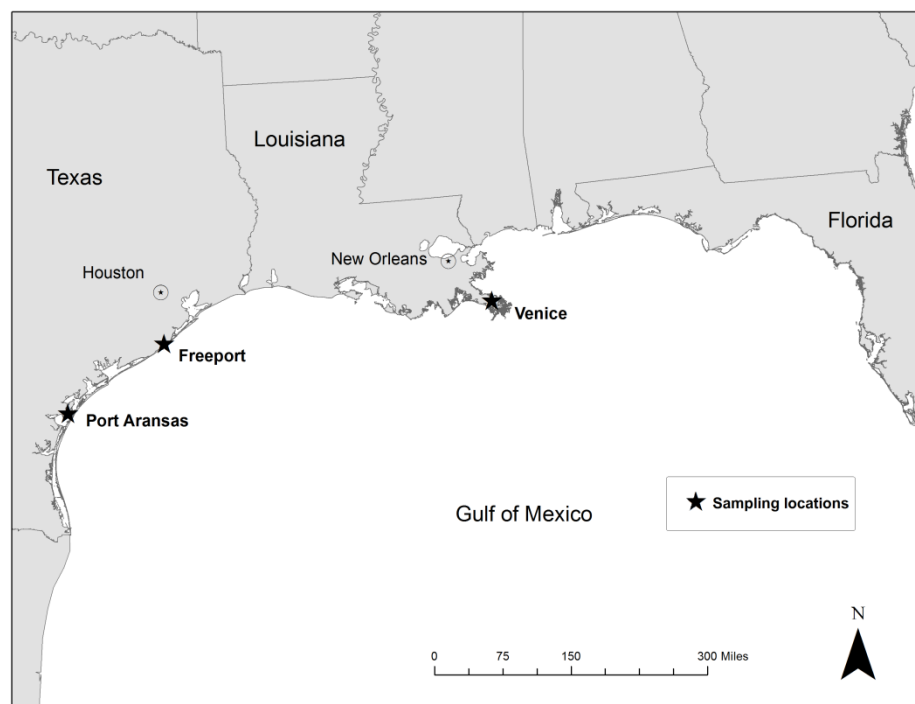 Louisiana
Texas
Florida
New Orleans
Houston
Venice
Freeport
Port Aransas
Gulf of Mexico
Sampling locations
N
0 75 150 300 Miles